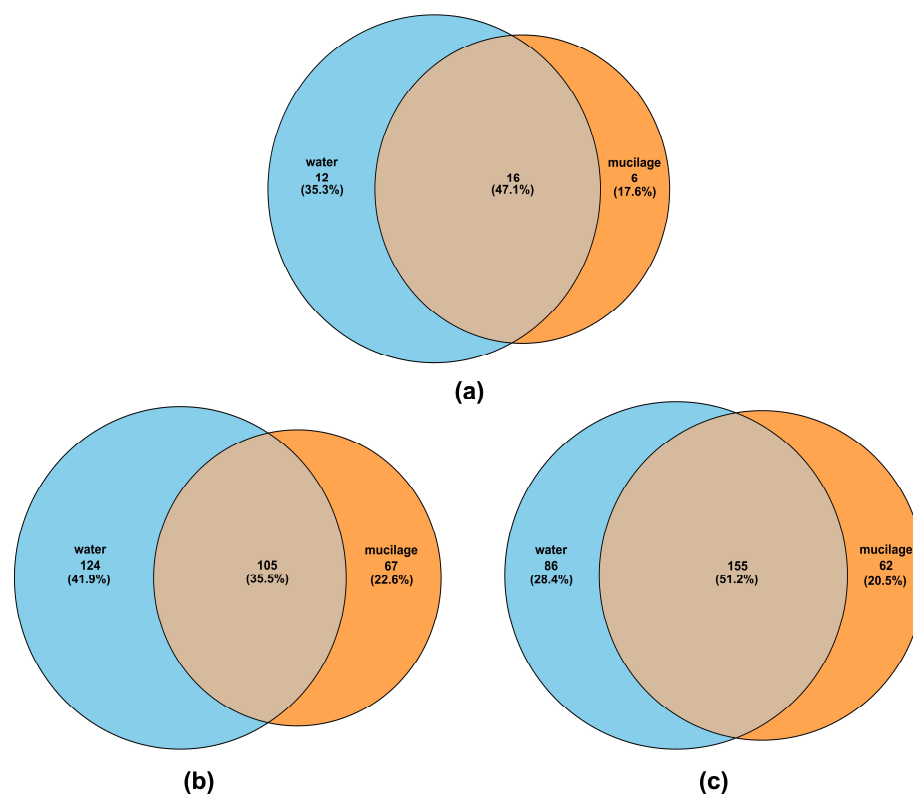 water
12
(35.3%)
16
(47.1%)
mucilage
6
(17.6%)
(a)
water
124
(41.9%)
105
(35.5%)
mucilage
67
(22.6%)
(b)
water
86
(28.4%)
155
(51.2%)
mucilage
62
(20.5%)
(c)